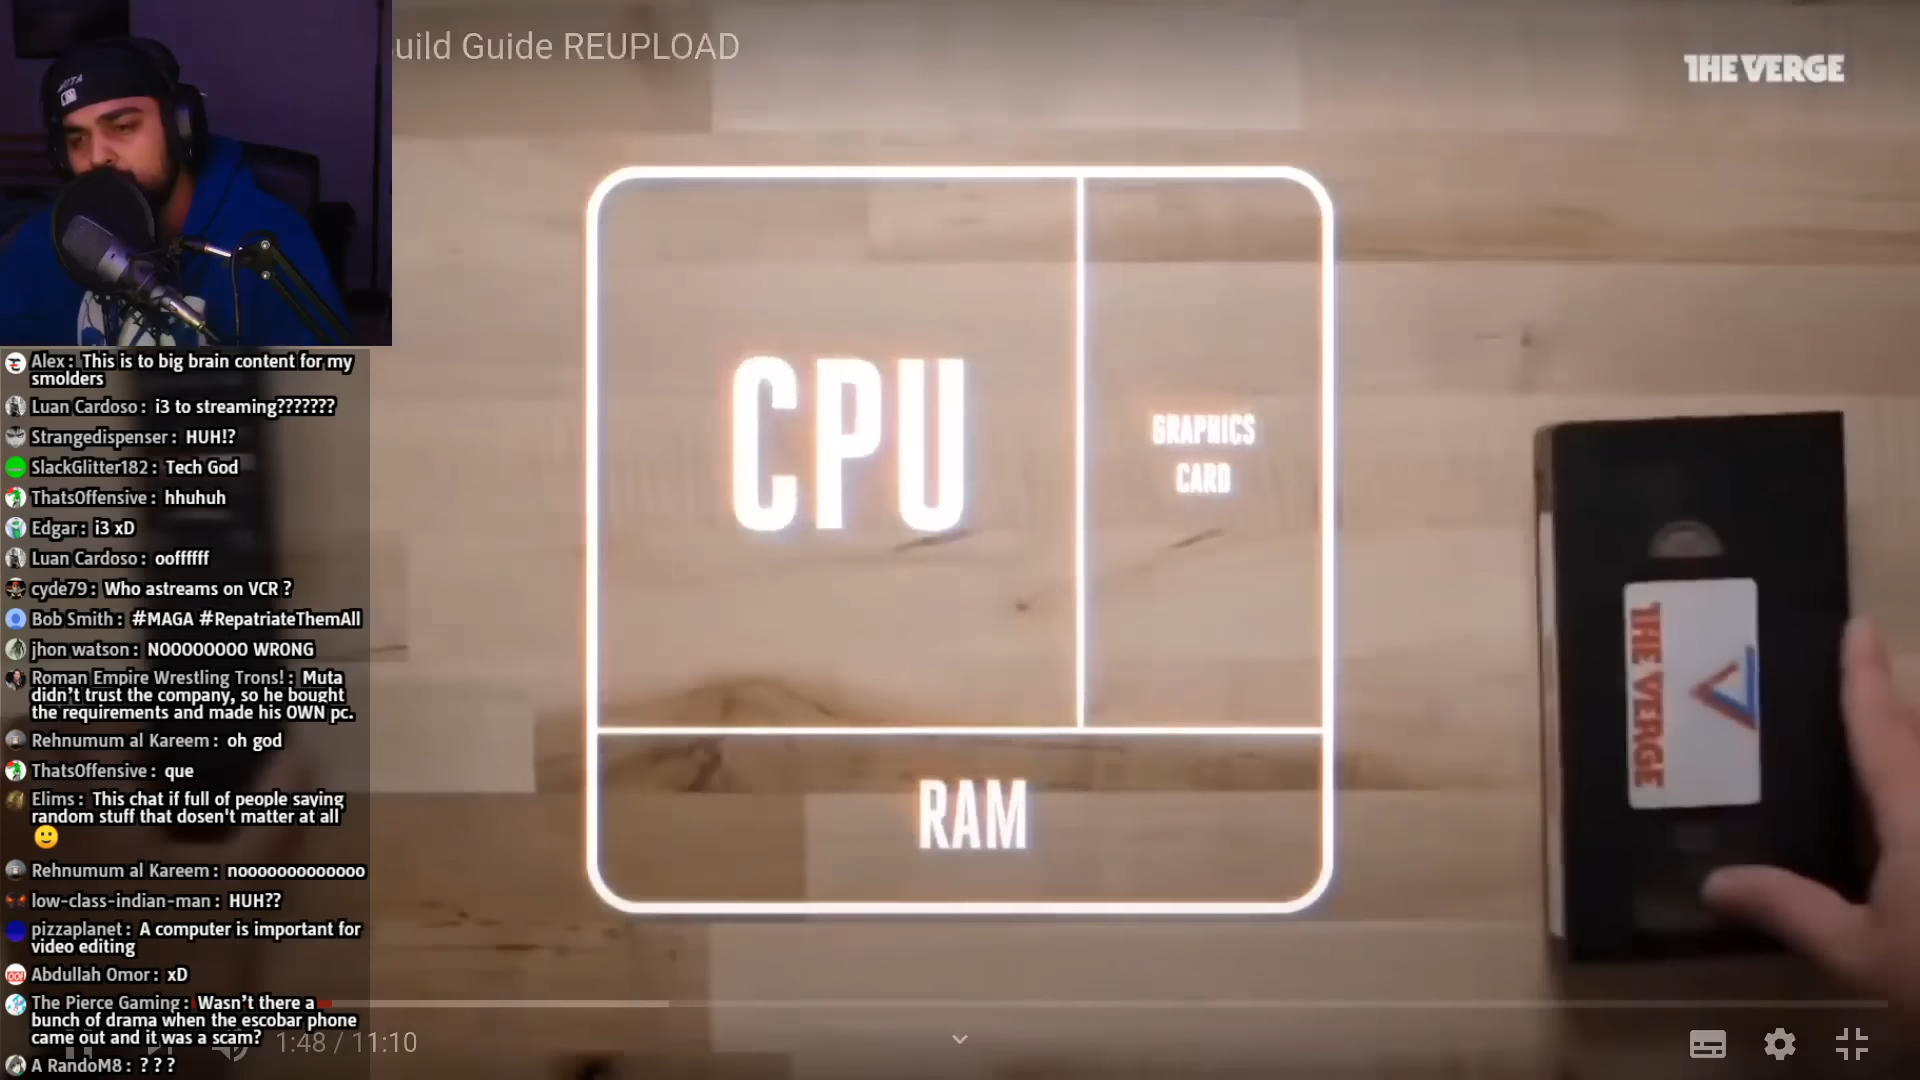 uild Guide REUPLOAD
THE VERGE
CPU
GRAPHICS
CARD
RAM
THE VERGE
Alex : This is to big brain content for my
smolders
Luan Cardoso : i3 to streaming???????
Strangedispenser : HUH!?
SlackGlitter182 : Tech God
ThatsOffensive : hhuhuh
Edgar : i3 xD
Luan Cardoso : ooffffff
cyde79 : Who astreams on VCR ?
Bob Smith : #MAGA #RepatriateThemAll
jhon watson : NOOOOOOOO WRONG
Roman Empire Wrestling Trons! : Muta
didn't trust the company, so he bought
the requirements and made his OWN pc.
Rehnumum al Kareem : oh god
ThatsOffensive : que
Elims : This chat if full of people saying
random stuff that dosen't matter at all
🙂
Rehnumum al Kareem : nooooooooooooo
low-class-indian-man : HUH??
pizzaplanet : A computer is important for
video editing
Abdullah Omor : xD
The Pierce Gaming : Wasn't there a
bunch of drama when the escobar phone
came out and it was a scam?
A RandoM8 : ? ? ?
1:48 / 11:10